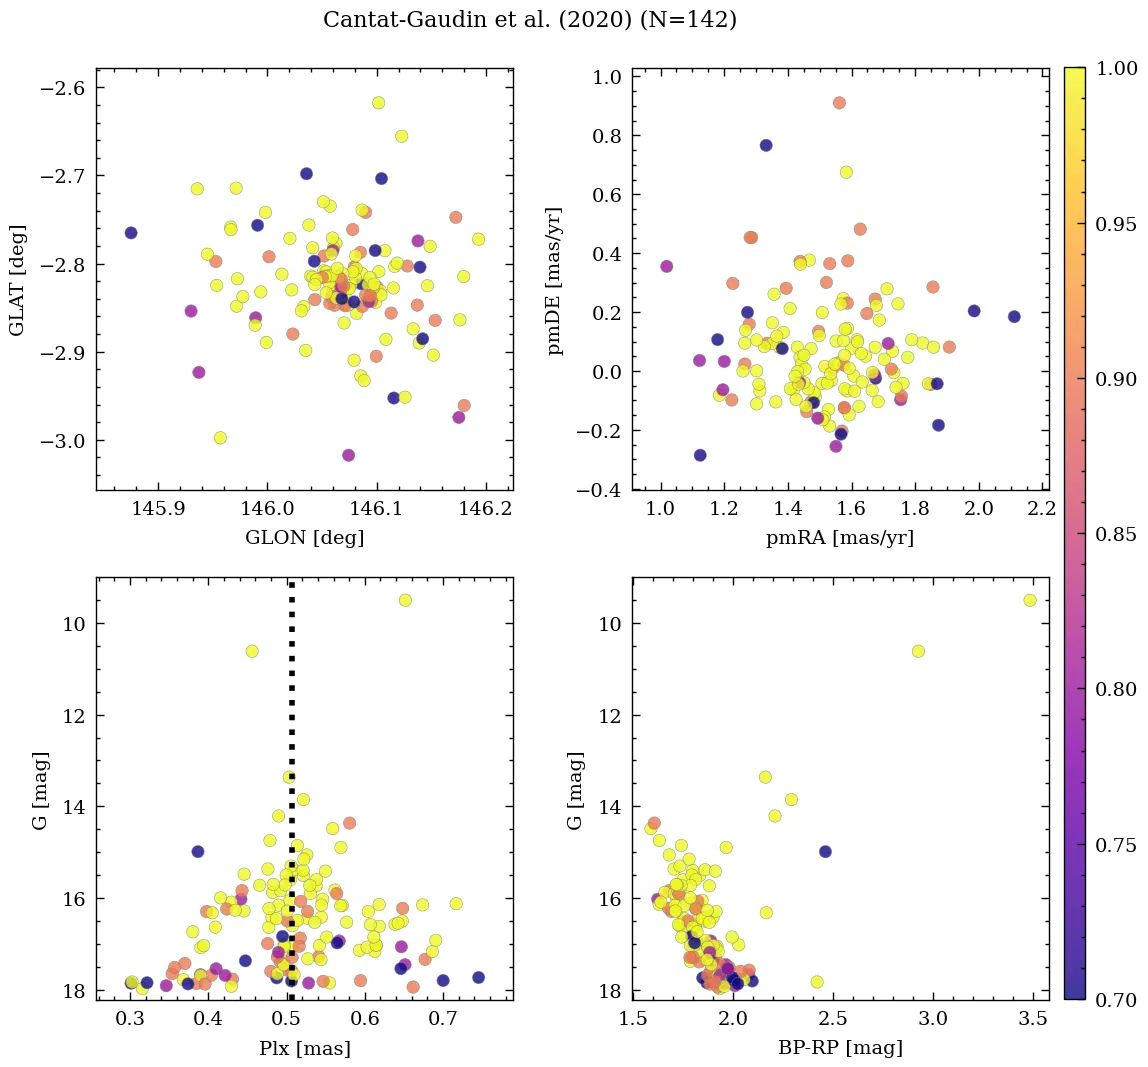 Cantat-Gaudin et al. (2020) (N=142)
−2.6
−2.7
−2.8
−2.9
−3.0
GLAT [deg]
145.9 146.0 146.1 146.2
GLON [deg]
1.0
0.8
0.6
0.4
0.2
0.0
−0.2
−0.4
pmDE [mas/yr]
1.0 1.2 1.4 1.6 1.8 2.0 2.2
pmRA [mas/yr]
10
12
14
16
18
G [mag]
0.3 0.4 0.5 0.6 0.7
Plx [mas]
10
12
14
16
18
G [mag]
1.5 2.0 2.5 3.0 3.5
BP-RP [mag]
1.00
0.95
0.90
0.85
0.80
0.75
0.70